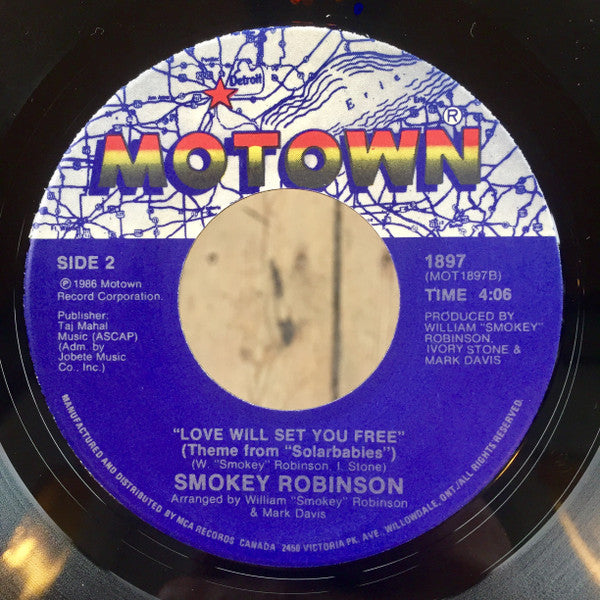 Detroit
Erie
MOTOWN®
SIDE 2
℗ 1986 Motown
Record Corporation.
Publisher:
Taj Mahal
Music (ASCAP)
(Adm. by
Jobete Music
Co., Inc.)
1897
(MOT1897B)
TIME 4:06
PRODUCED BY
WILLIAM "SMOKEY"
ROBINSON,
IVORY STONE &
MARK DAVIS
"LOVE WILL SET YOU FREE"
(Theme from "Solarbabies")
(W. "Smokey" Robinson, I. Stone)
SMOKEY ROBINSON
Arranged by William "Smokey" Robinson
& Mark Davis
MANUFACTURED AND DISTRIBUTED BY MCA RECORDS CANADA 2450 VICTORIA PK. AVE., WILLOWDALE, ONT./ALL RIGHTS RESERVED.